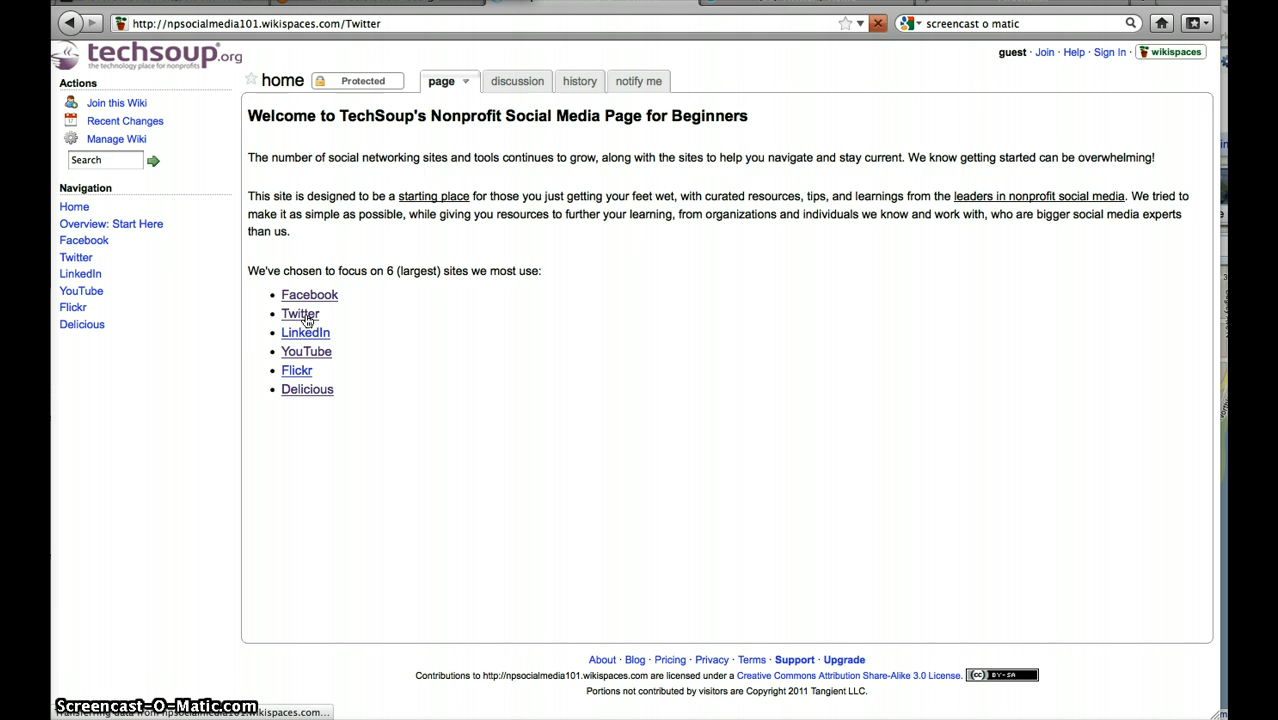 http://npsocialmedia101.wikispaces.com/Twitter
screencast o matic
techsoup.org
the technology place for nonprofits
guest · Join · Help · Sign In · wikispaces
Actions
Join this Wiki
Recent Changes
Manage Wiki
Search
Navigation
Home
Overview: Start Here
Facebook
Twitter
LinkedIn
YouTube
Flickr
Delicious
home Protected page discussion history notify me
Welcome to TechSoup's Nonprofit Social Media Page for Beginners
The number of social networking sites and tools continues to grow, along with the sites to help you navigate and stay current. We know getting started can be overwhelming!
This site is designed to be a starting place for those you just getting your feet wet, with curated resources, tips, and learnings from the leaders in nonprofit social media. We tried to
make it as simple as possible, while giving you resources to further your learning, from organizations and individuals we know and work with, who are bigger social media experts
than us.
We've chosen to focus on 6 (largest) sites we most use:
• Facebook
• Twitter
• LinkedIn
• YouTube
• Flickr
• Delicious
About · Blog · Pricing · Privacy · Terms · Support · Upgrade
Contributions to http://npsocialmedia101.wikispaces.com are licensed under a Creative Commons Attribution Share-Alike 3.0 License. (cc) BY-SA
Portions not contributed by visitors are Copyright 2011 Tangient LLC.
Screencast-O-Matic.com
Transferring data from npsocialmedia101.wikispaces.com...